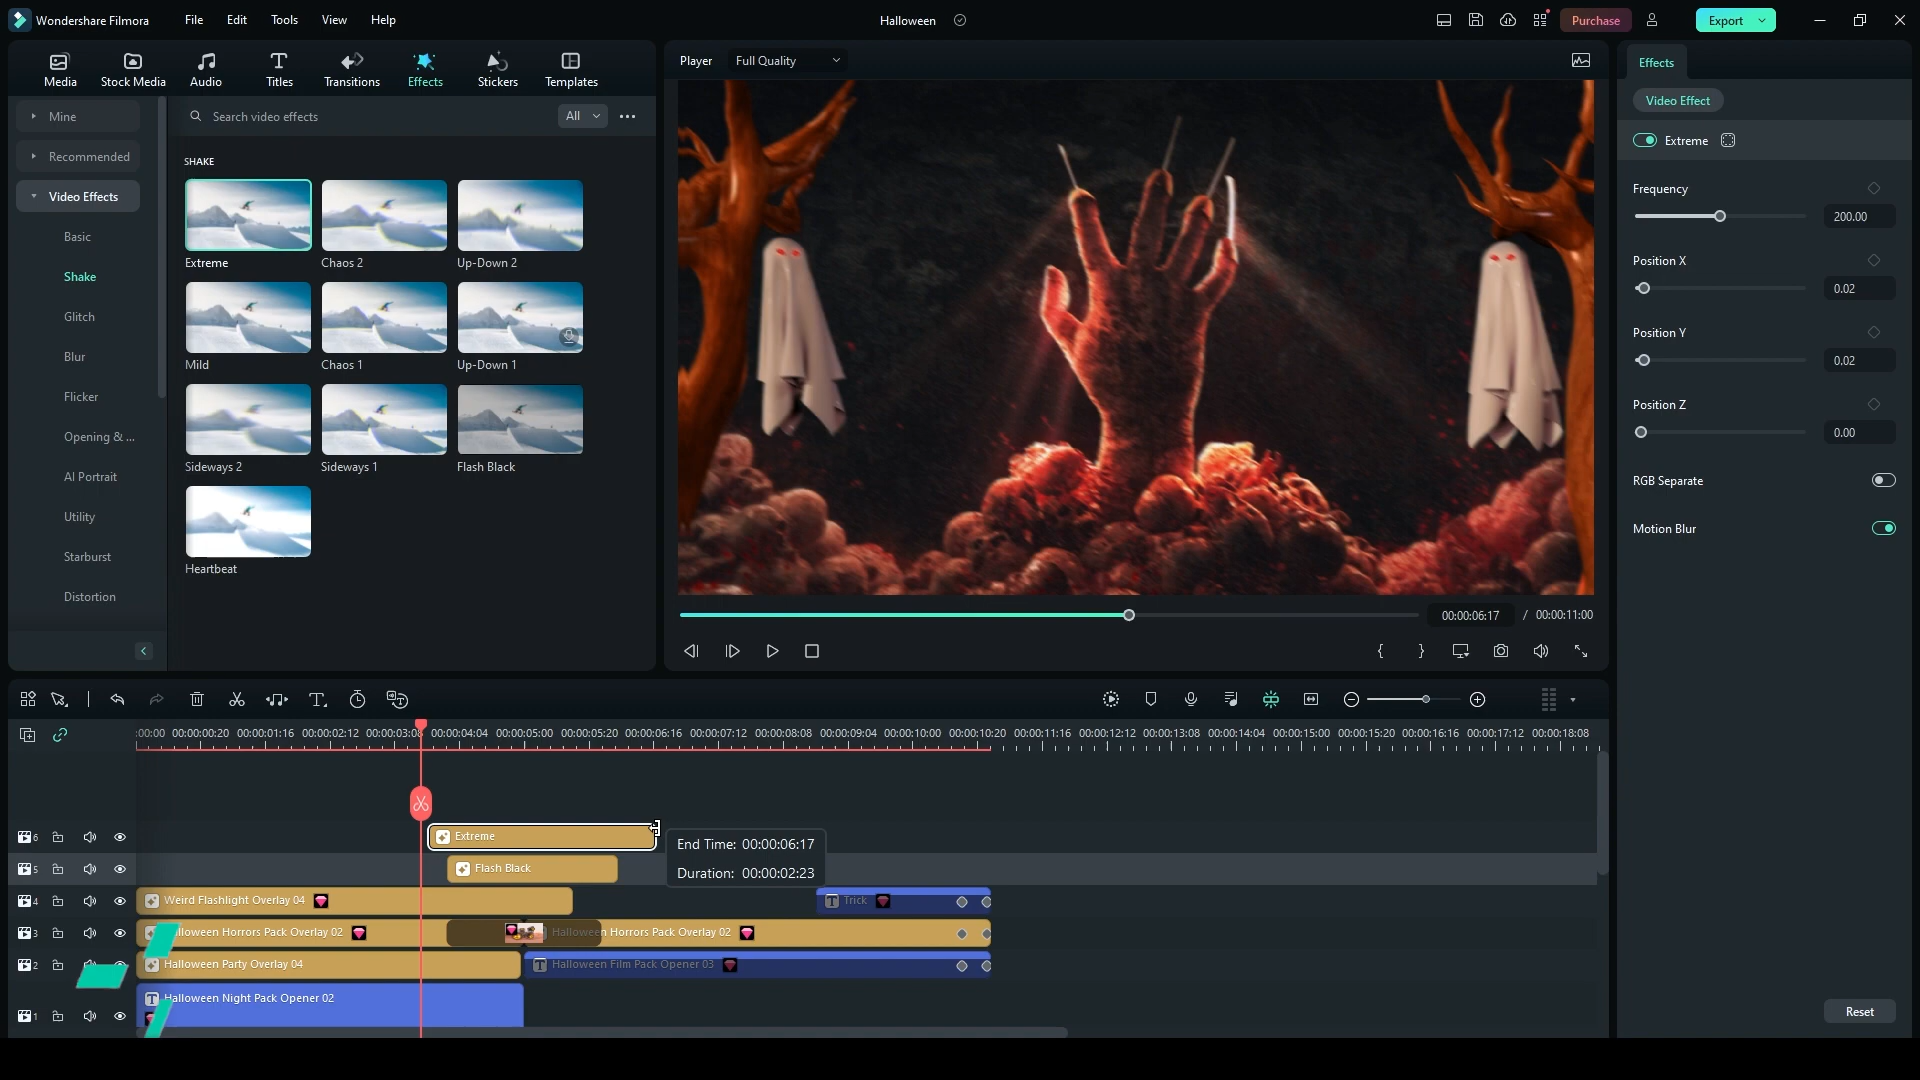 Wondershare Filmora
File Edit Tools View Help
Halloween
Purchase
Export
Media Stock Media Audio Titles Transitions Effects Stickers Templates
Mine
Recommended
Video Effects
Basic
Shake
Glitch
Blur
Flicker
Opening & ...
AI Portrait
Utility
Starburst
Distortion
Search video effects
All
SHAKE
Extreme Chaos 2 Up-Down 2
Mild Chaos 1 Up-Down 1
Sideways 2 Sideways 1 Flash Black
Heartbeat
Player Full Quality
00:00:06:17 / 00:00:11:00
Effects
Video Effect
Extreme
Frequency
200.00
Position X
0.02
Position Y
0.02
Position Z
0.00
RGB Separate
Motion Blur
Reset
:00:00 00:00:00:20 00:00:01:16 00:00:02:12 00:00:03:08 00:00:04:04 00:00:05:00 00:00:05:20 00:00:06:16 00:00:07:12 00:00:08:08 00:00:09:04 00:00:10:00 00:00:10:20 00:00:11:16 00:00:12:12 00:00:13:08 00:00:14:04 00:00:15:00 00:00:15:20 00:00:16:16 00:00:17:12 00:00:18:08
6 Extreme
End Time: 00:00:06:17
Duration: 00:00:02:23
5 Flash Black
4 Weird Flashlight Overlay 04 Trick
3 Halloween Horrors Pack Overlay 02 Halloween Horrors Pack Overlay 02
2 Halloween Party Overlay 04 Halloween Film Pack Opener 03
1 Halloween Night Pack Opener 02